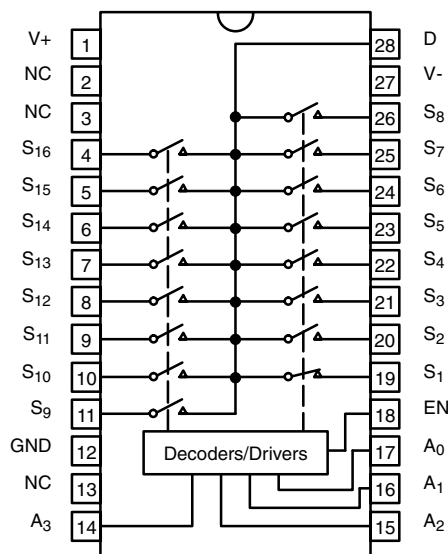 V+ 1 28 D
NC 2 27 V-
NC 3 26 S8
S16 4 25 S7
S15 5 24 S6
S14 6 23 S5
S13 7 22 S4
S12 8 21 S3
S11 9 20 S2
S10 10 19 S1
S9 11 18 EN
GND 12 Decoders/Drivers 17 A0
NC 13 16 A1
A3 14 15 A2